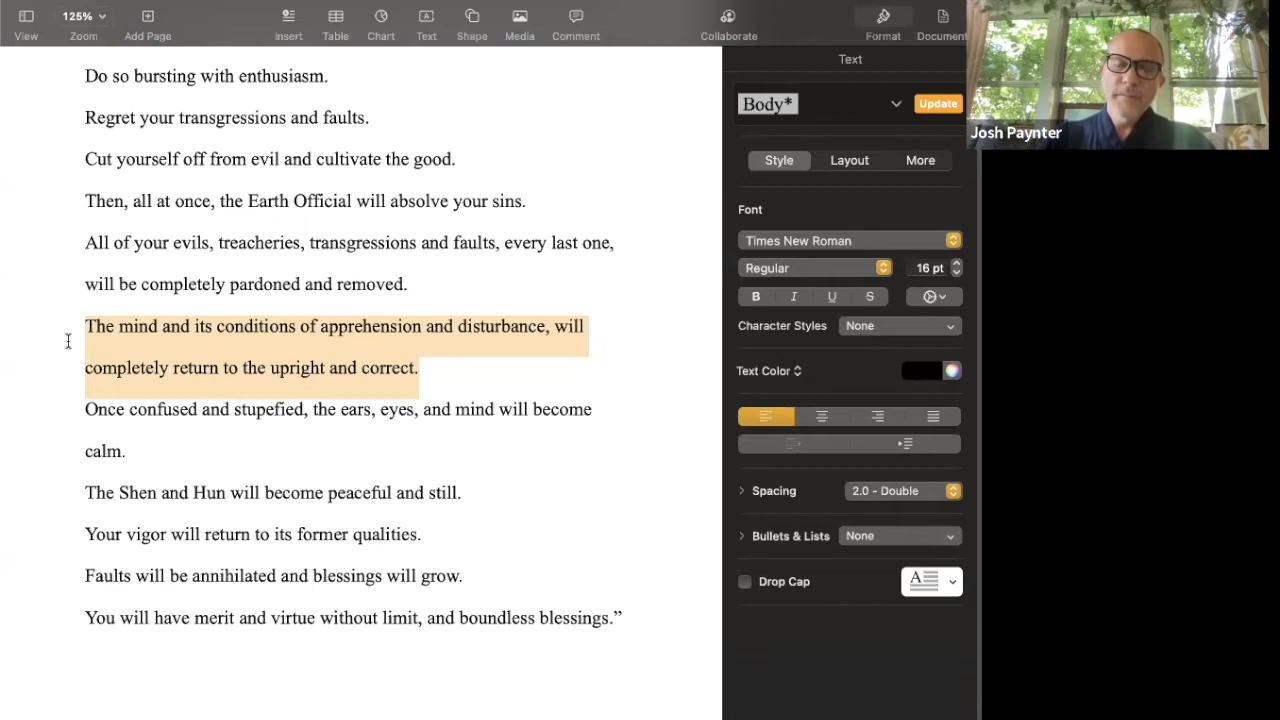 View
125%
Zoom
Add Page
Insert
Table
Chart
Text
Shape
Media
Comment
Collaborate
Format
Document
Josh Paynter
Do so bursting with enthusiasm.
Regret your transgressions and faults.
Cut yourself off from evil and cultivate the good.
Then, all at once, the Earth Official will absolve your sins.
All of your evils, treacheries, transgressions and faults, every last one,
will be completely pardoned and removed.
The mind and its conditions of apprehension and disturbance, will
completely return to the upright and correct.
Once confused and stupefied, the ears, eyes, and mind will become
calm.
The Shen and Hun will become peaceful and still.
Your vigor will return to its former qualities.
Faults will be annihilated and blessings will grow.
You will have merit and virtue without limit, and boundless blessings.”
Text
Body*
Update
Style
Layout
More
Font
Times New Roman
Regular
16 pt
B
I
U
S
Character Styles
None
Text Color
Spacing
2.0 - Double
Bullets & Lists
None
Drop Cap
A